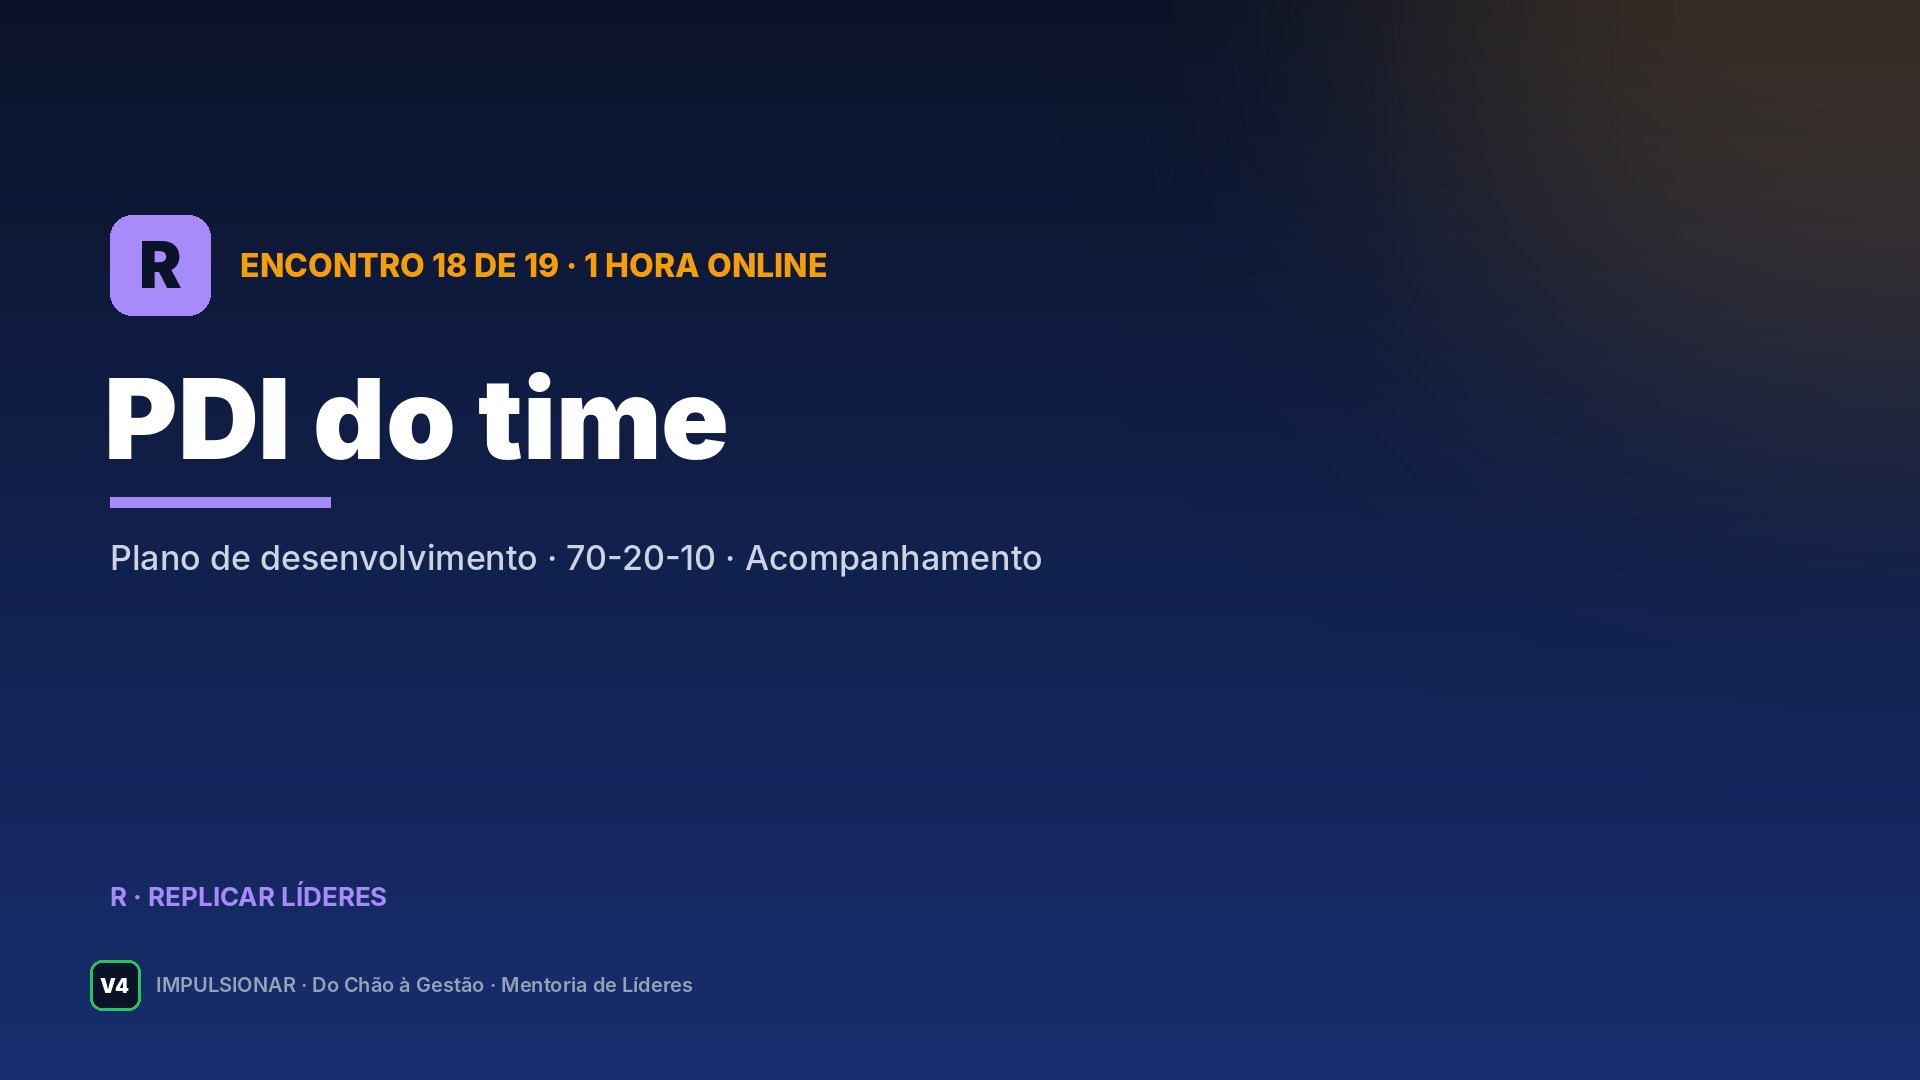 R
ENCONTRO 18 DE 19 · 1 HORA ONLINE
PDI do time
Plano de desenvolvimento · 70-20-10 · Acompanhamento
R · REPLICAR LÍDERES
V4
IMPULSIONAR · Do Chão à Gestão · Mentoria de Líderes